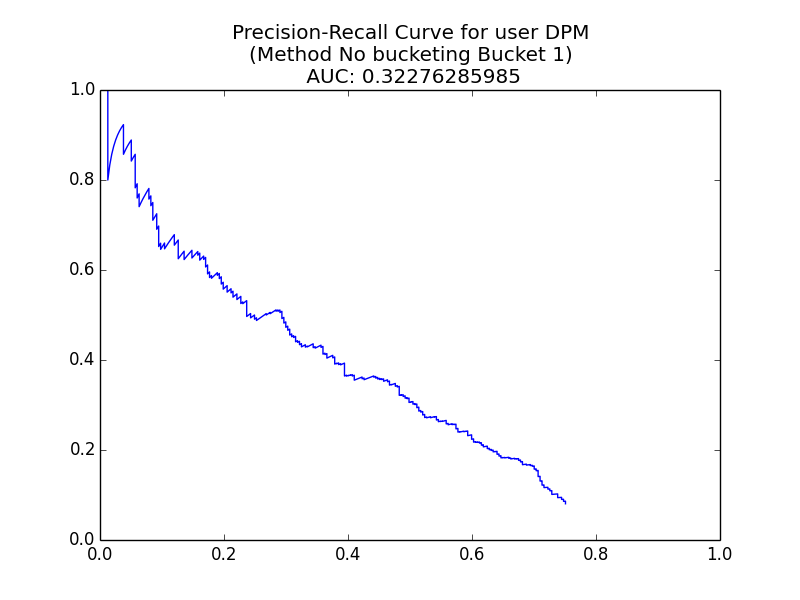 Precision-Recall Curve for user DPM
(Method No bucketing Bucket 1)
AUC: 0.32276285985
1.0
0.8
0.6
0.4
0.2
0.0
0.0 0.2 0.4 0.6 0.8 1.0